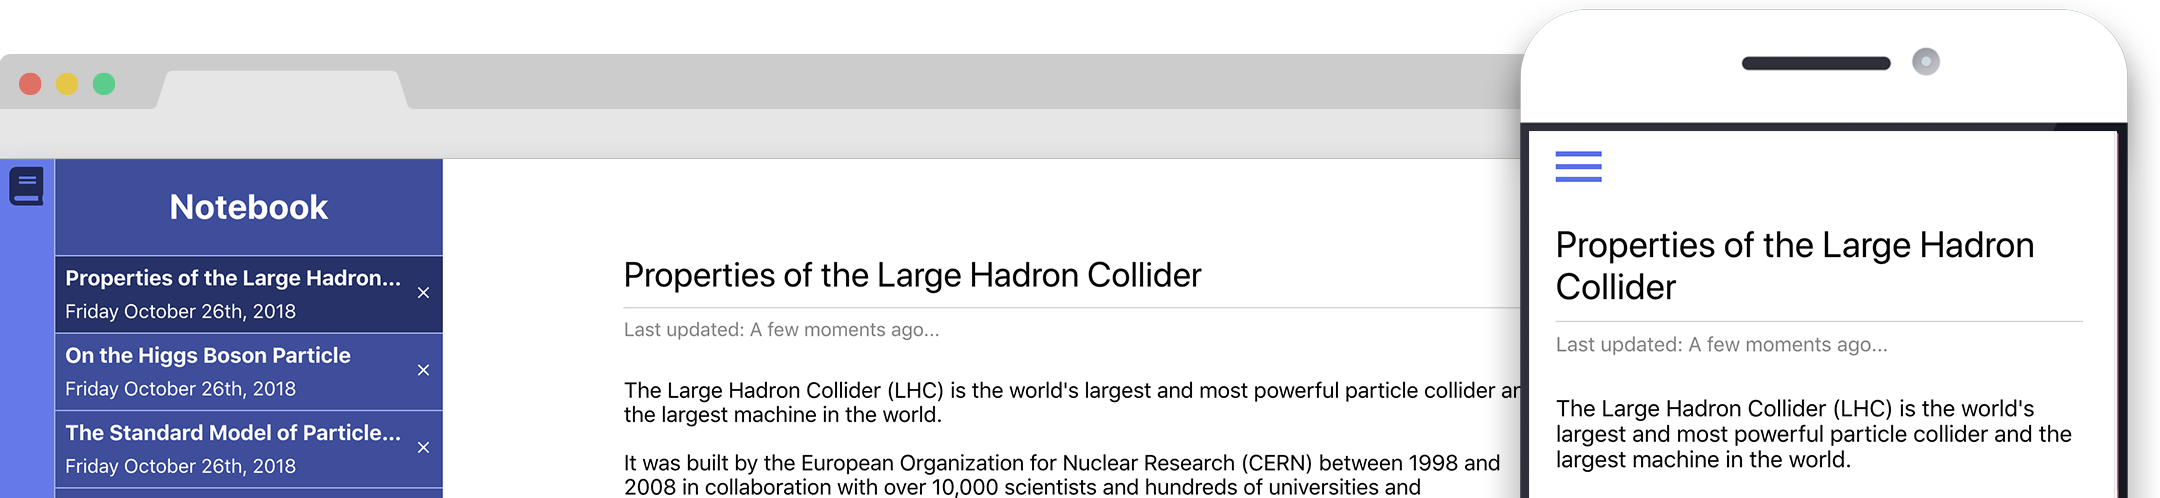 Notebook
Properties of the Large Hadron...
Friday October 26th, 2018
On the Higgs Boson Particle
Friday October 26th, 2018
The Standard Model of Particle...
Friday October 26th, 2018
Properties of the Large Hadron Collider
Last updated: A few moments ago...
The Large Hadron Collider (LHC) is the world's largest and most powerful particle collider
the largest machine in the world.
It was built by the European Organization for Nuclear Research (CERN) between 1998 and
2008 in collaboration with over 10,000 scientists and hundreds of universities and
Properties of the Large Hadron
Collider
Last updated: A few moments ago...
The Large Hadron Collider (LHC) is the world's
largest and most powerful particle collider and the
largest machine in the world.